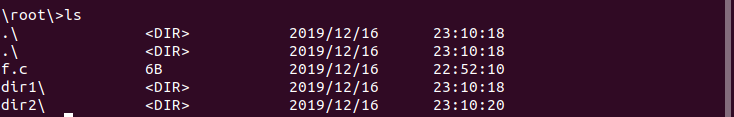 \root\>ls
.\ <DIR> 2019/12/16 23:10:18
.\ <DIR> 2019/12/16 23:10:18
f.c 6B 2019/12/16 22:52:10
dir1\ <DIR> 2019/12/16 23:10:18
dir2\ <DIR> 2019/12/16 23:10:20